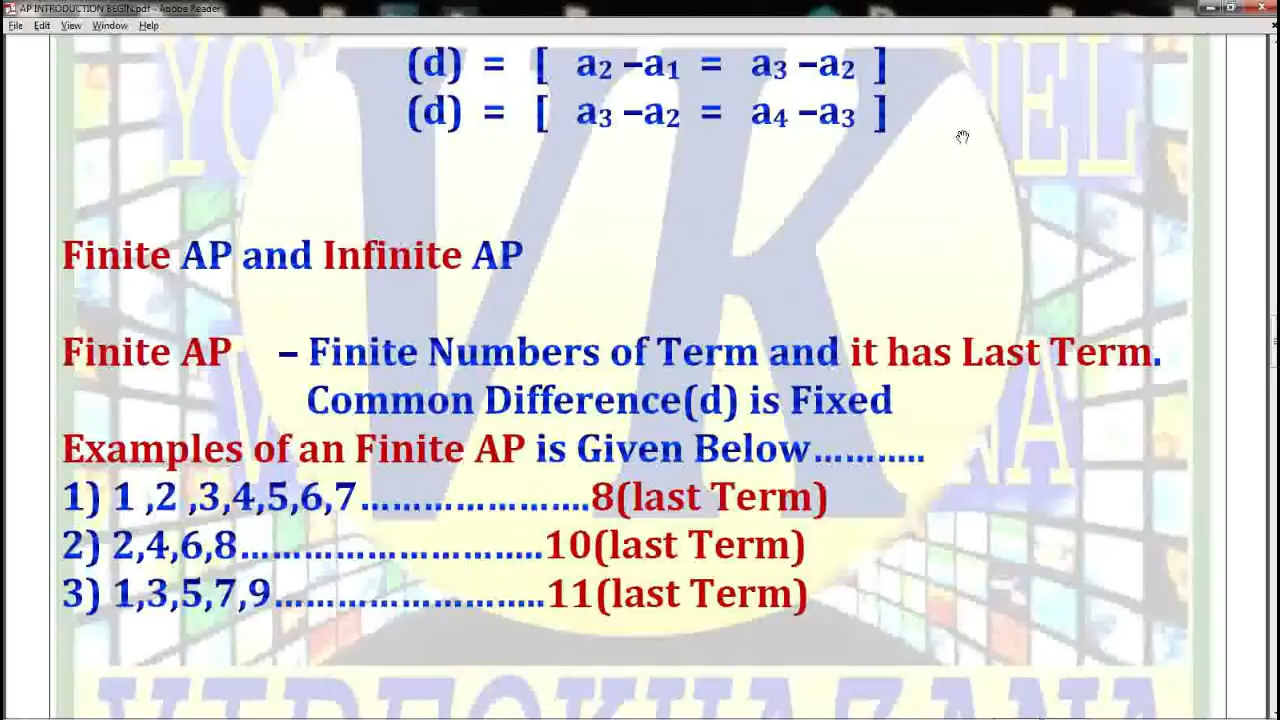 AP INTRODUCTION BEGIN.pdf - Adobe Reader
File Edit View Window Help
(d) = [ a₂ –a₁ = a₃ –a₂ ]
(d) = [ a₃ –a₂ = a₄ –a₃ ]
Finite AP and Infinite AP
Finite AP – Finite Numbers of Term and it has Last Term.
Common Difference(d) is Fixed
Examples of an Finite AP is Given Below………..
1) 1 ,2 ,3,4,5,6,7………………….8(last Term)
2) 2,4,6,8………………………..10(last Term)
3) 1,3,5,7,9………………………..11(last Term)
VK
VIDEOKHAZANA